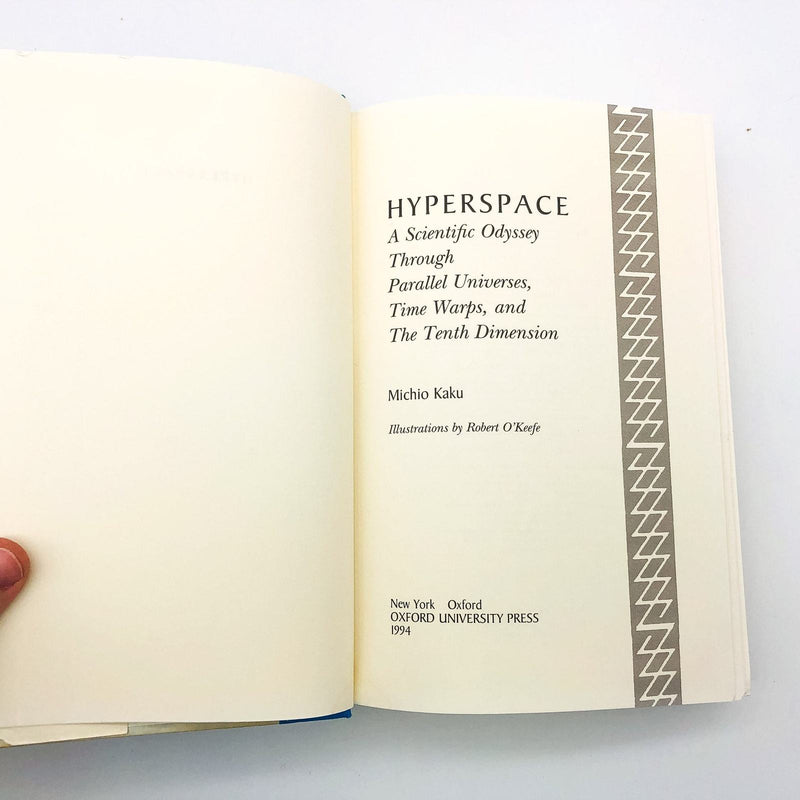 HYPERSPACE
A Scientific Odyssey
Through
Parallel Universes,
Time Warps, and
The Tenth Dimension
Michio Kaku
Illustrations by Robert O'Keefe
New York Oxford
OXFORD UNIVERSITY PRESS
1994